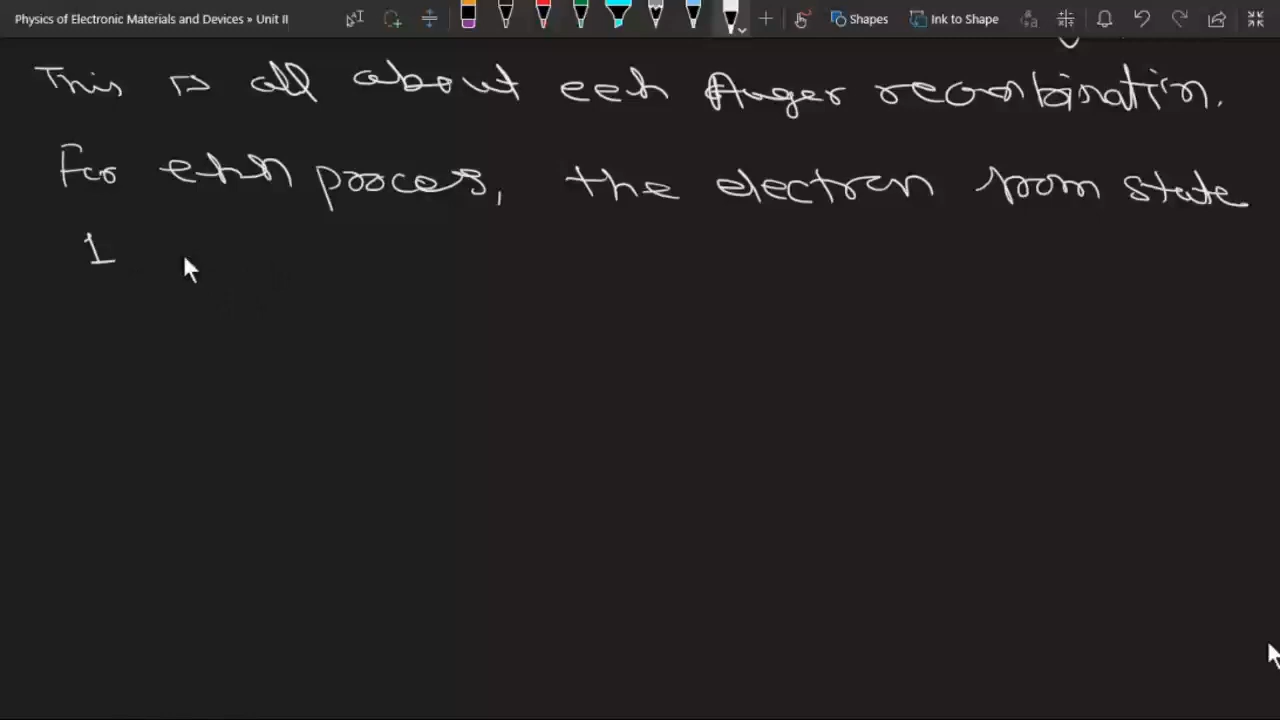 Physics of Electronic Materials and Devices » Unit II
Shapes
Ink to Shape
This is all about eeh Auger recombination.
For ehh process, the electron from state
1